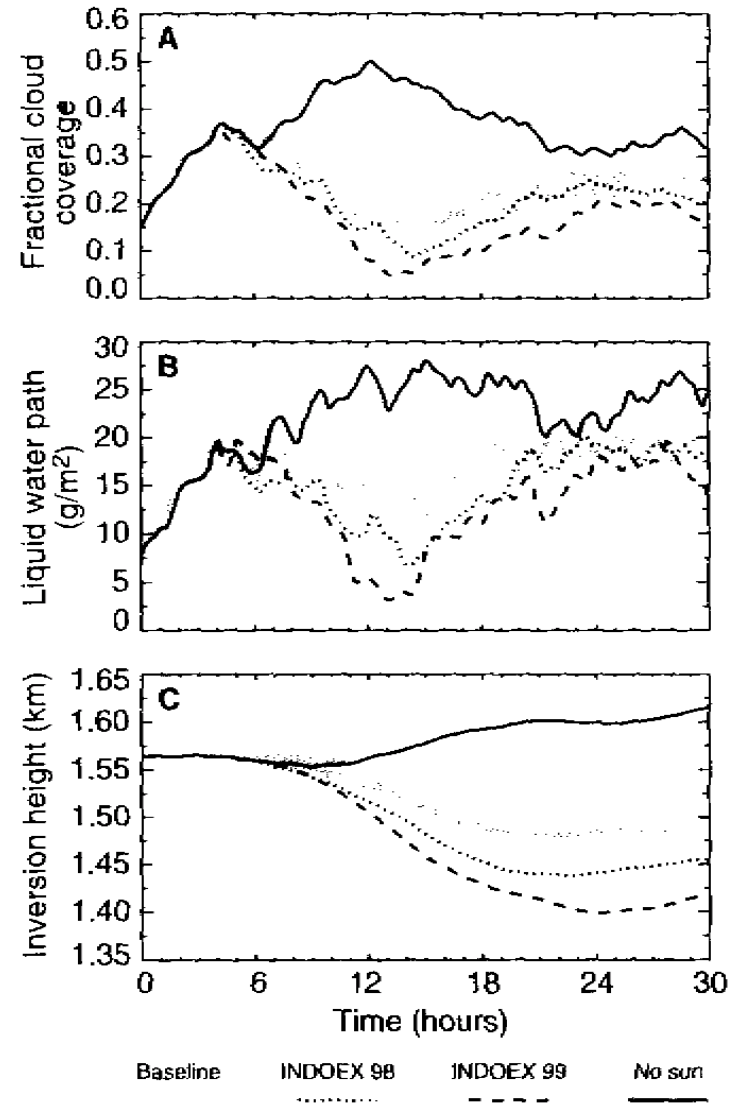 A
Fractional cloud
coverage
0.6
0.5
0.4
0.3
0.2
0.1
0.0
B
Liquid water path
(g/m²)
30
25
20
15
10
5
0
C
Inversion height (km)
1.65
1.60
1.55
1.50
1.45
1.40
1.35
0 6 12 18 24 30
Time (hours)
Baseline INDOEX 98 INDOEX 99 No sun